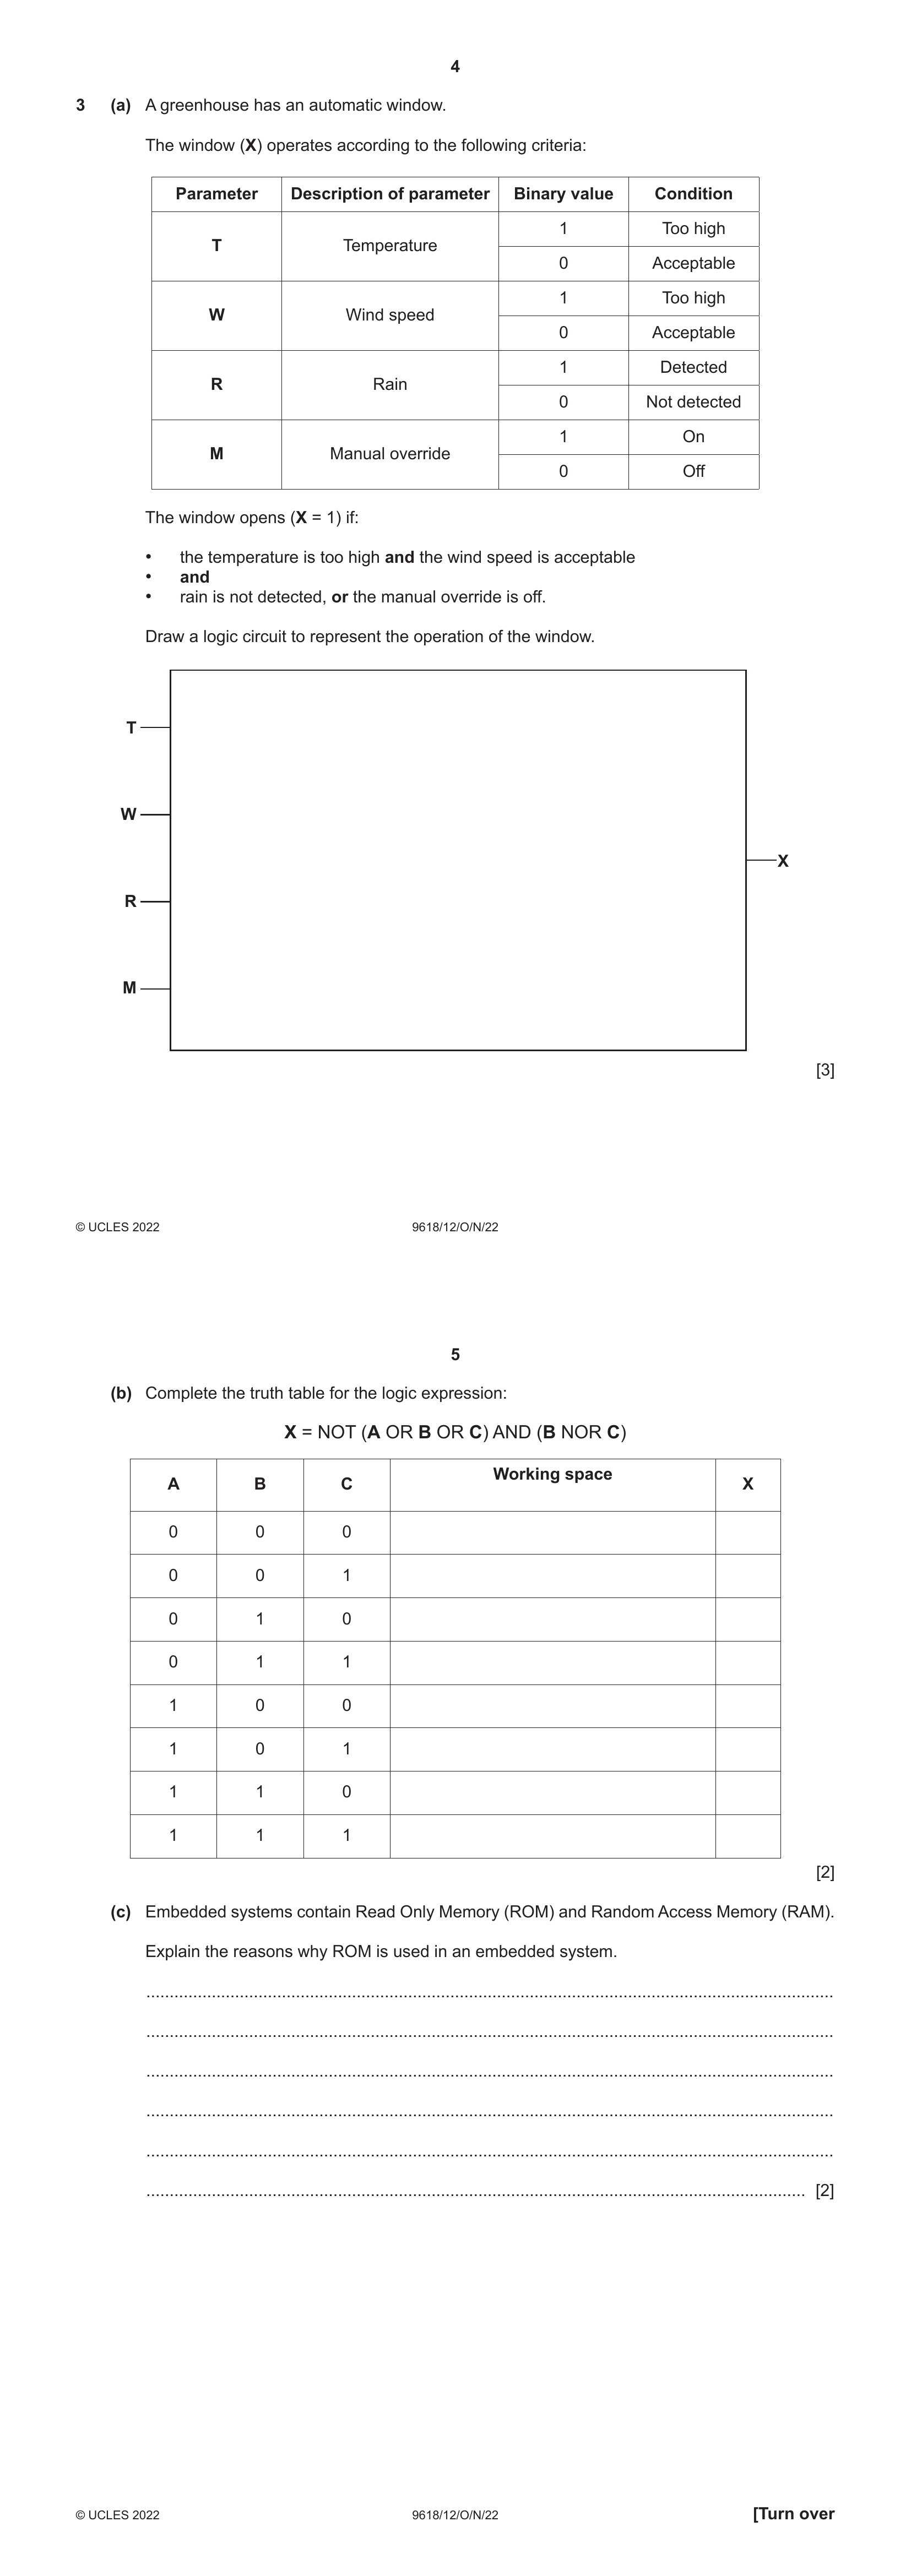 4
3 (a) A greenhouse has an automatic window.
The window (X) operates according to the following criteria:
Parameter Description of parameter Binary value Condition
T Temperature 1 Too high
0 Acceptable
W Wind speed 1 Too high
0 Acceptable
R Rain 1 Detected
0 Not detected
M Manual override 1 On
0 Off
The window opens (X = 1) if:
• the temperature is too high and the wind speed is acceptable
• and
• rain is not detected, or the manual override is off.
Draw a logic circuit to represent the operation of the window.
T
W
X
R
M
[3]
© UCLES 2022 9618/12/O/N/22
5
(b) Complete the truth table for the logic expression:
X = NOT (A OR B OR C) AND (B NOR C)
A B C Working space X
0 0 0
0 0 1
0 1 0
0 1 1
1 0 0
1 0 1
1 1 0
1 1 1
[2]
(c) Embedded systems contain Read Only Memory (ROM) and Random Access Memory (RAM).
Explain the reasons why ROM is used in an embedded system.
[2]
© UCLES 2022 9618/12/O/N/22 [Turn over